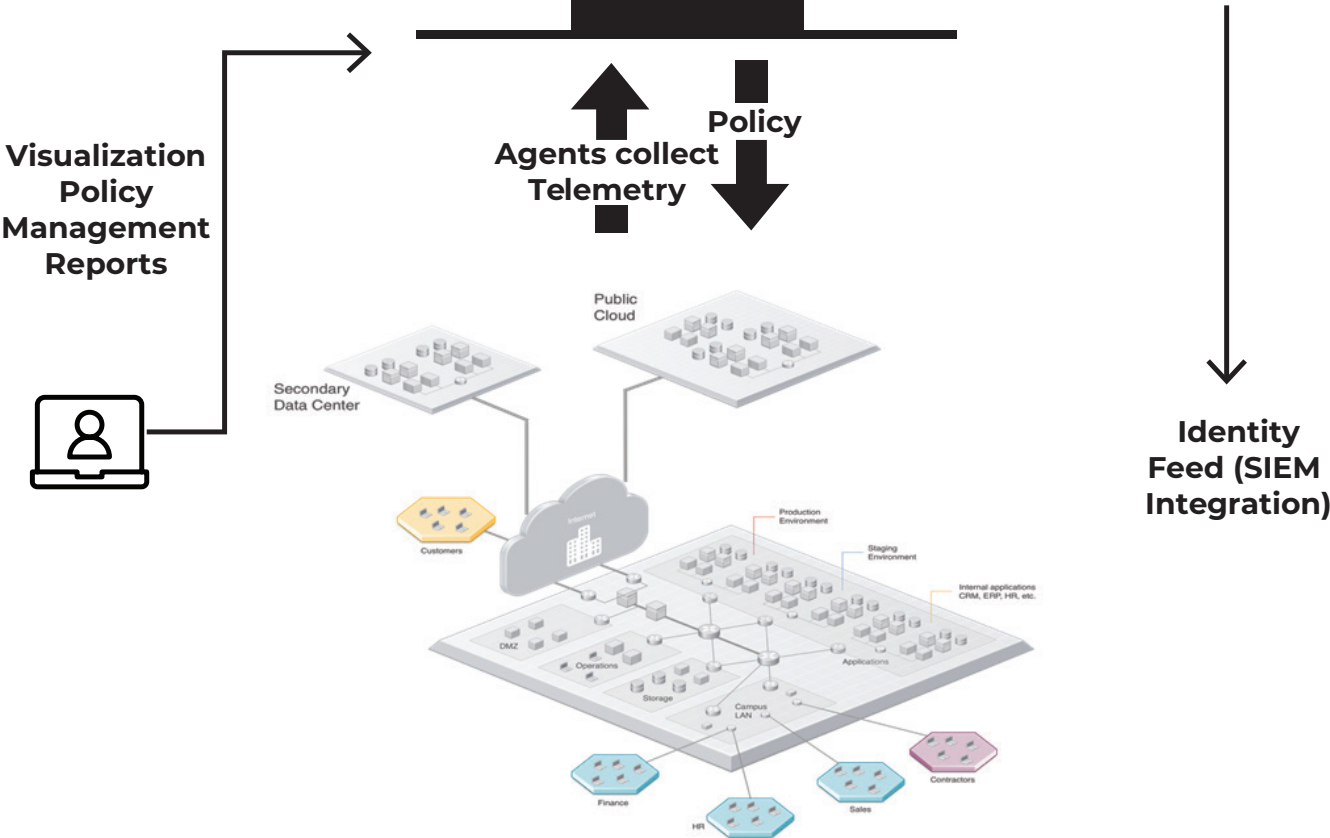 Policy
Agents collect
Telemetry
Visualization
Policy
Management
Reports
Public
Cloud
Secondary
Data Center
Identity
Feed (SIEM
Integration)
Internet
Customers
Production
Environment
Staging
Environment
Internal applications
CRM, ERP, HR, etc.
DMZ
Operations
Applications
Storage
Campus
LAN
Contractors
Finance
Sales
HR